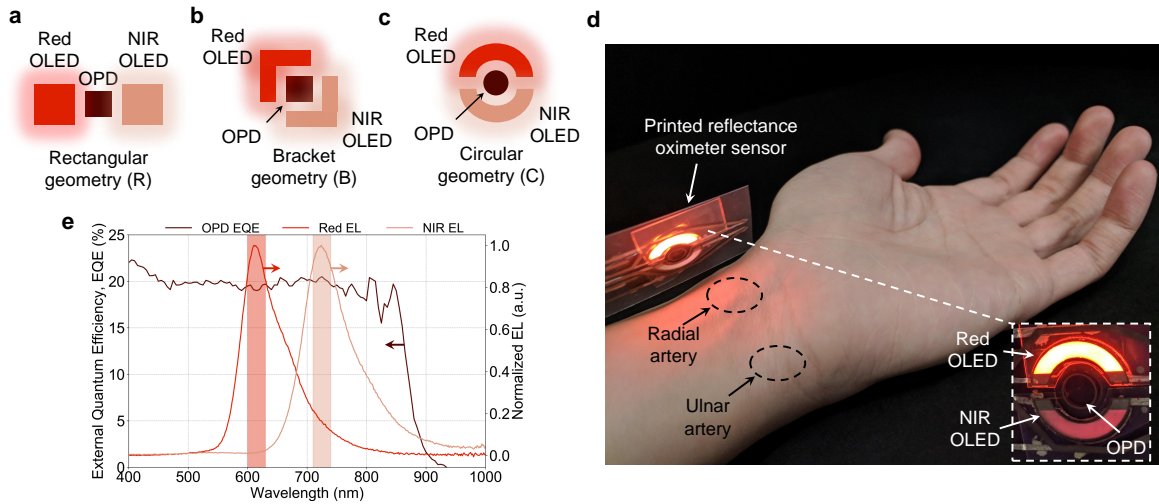 a
Red
OLED
OPD
NIR
OLED
Rectangular
geometry (R)
b
Red
OLED
OPD
NIR
OLED
Bracket
geometry (B)
c
Red
OLED
OPD
NIR
OLED
Circular
geometry (C)
d
Printed reflectance
oximeter sensor
Radial
artery
Ulnar
artery
Red
OLED
NIR
OLED
OPD
e
OPD EQE
Red EL
NIR EL
External Quantum Efficiency, EQE (%)
25
20
15
10
5
0
1.0
0.8
0.6
0.4
0.2
0.0
Normalized EL (a.u.)
400 500 600 700 800 900 1000
Wavelength (nm)